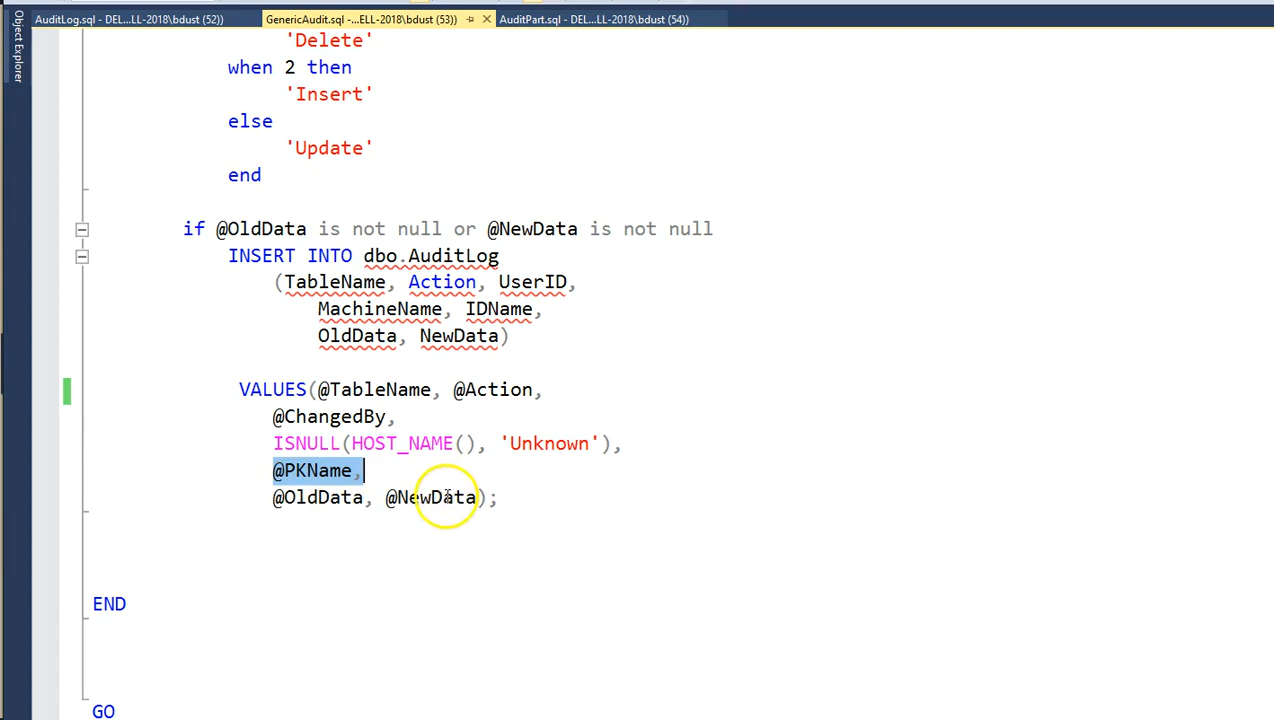 AuditLog.sql - DEL...LL-2018\bdust (52))
GenericAudit.sql -...ELL-2018\bdust (53))
AuditPart.sql - DEL...LL-2018\bdust (54))
Object Explorer
'Delete'
when 2 then
'Insert'
else
'Update'
end
if @OldData is not null or @NewData is not null
INSERT INTO dbo.AuditLog
(TableName, Action, UserID,
MachineName, IDName,
OldData, NewData)
VALUES(@TableName, @Action,
@ChangedBy,
ISNULL(HOST_NAME(), 'Unknown'),
@PKName,
@OldData, @NewData);
END
GO